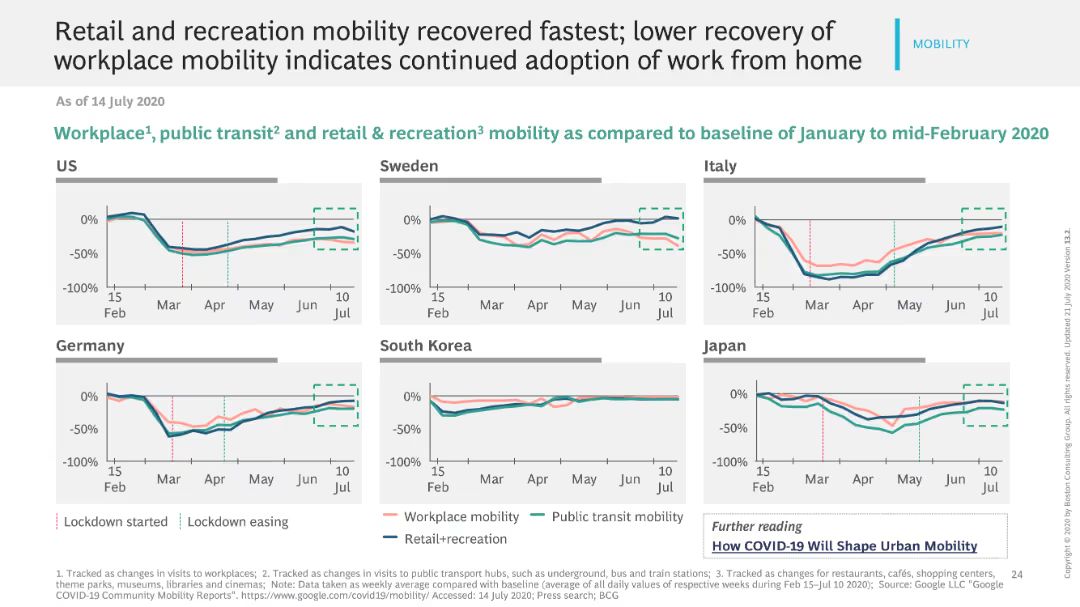 Retail and recreation mobility recovered fastest; lower recovery of
workplace mobility indicates continued adoption of work from home
MOBILITY
As of 14 July 2020
Workplace¹, public transit² and retail & recreation³ mobility as compared to baseline of January to mid-February 2020
US
0%
-50%
-100%
15 Feb
Mar
Apr
May
Jun
10 Jul
Sweden
0%
-50%
-100%
15 Feb
Mar
Apr
May
Jun
10 Jul
Italy
0%
-50%
-100%
15 Feb
Mar
Apr
May
Jun
10 Jul
Germany
0%
-50%
-100%
15 Feb
Mar
Apr
May
Jun
10 Jul
South Korea
0%
-50%
-100%
15 Feb
Mar
Apr
May
Jun
10 Jul
Japan
0%
-50%
-100%
15 Feb
Mar
Apr
May
Jun
10 Jul
Lockdown started
Lockdown easing
Workplace mobility
Public transit mobility
Retail+recreation
Further reading
How COVID-19 Will Shape Urban Mobility
1. Tracked as changes in visits to workplaces; 2. Tracked as changes in visits to public transport hubs, such as underground, bus and train stations; 3. Tracked as changes for restaurants, cafés, shopping centers,
theme parks, museums, libraries and cinemas; Note: Data taken as weekly average compared with baseline (average of all daily values of respective weeks during Feb 15–Jul 10 2020); Source: Google LLC "Google
COVID-19 Community Mobility Reports". https://www.google.com/covid19/mobility/ Accessed: 14 July 2020; Press search; BCG
24
Copyright © 2020 by Boston Consulting Group. All rights reserved. Updated 21 July 2020 Version 13.2.